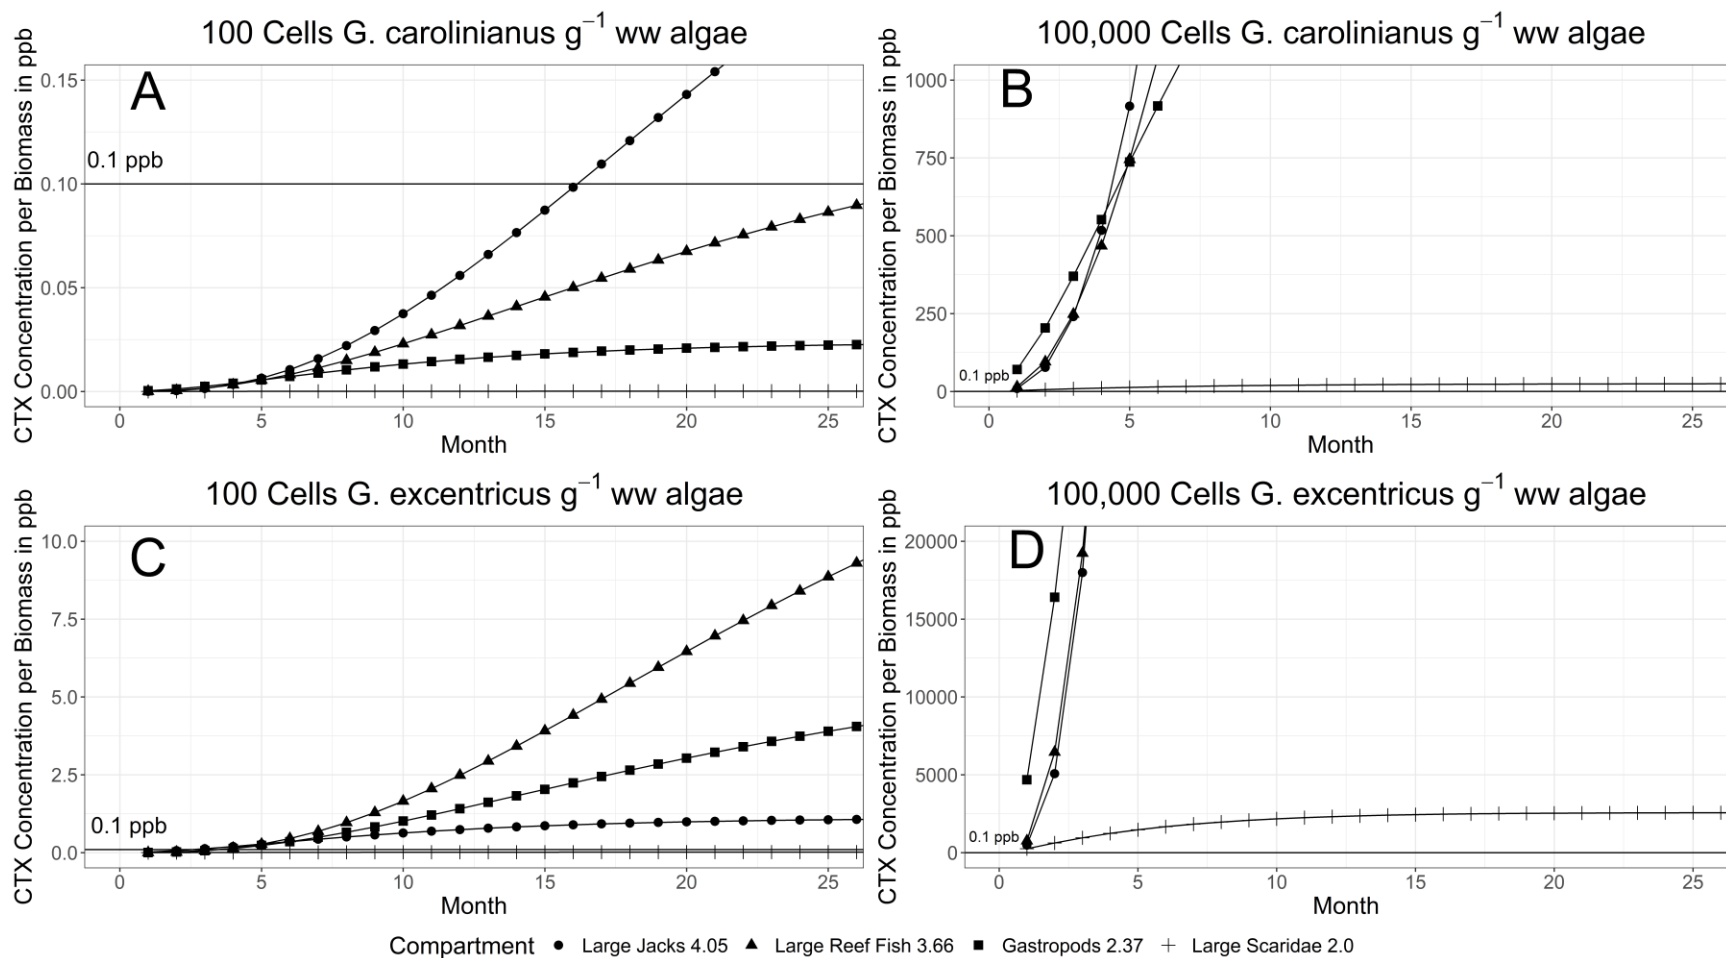 100 Cells G. carolinianus g⁻¹ ww algae
CTX Concentration per Biomass in ppb
A
0.1 ppb
0.15
0.10
0.05
0.00
0 5 10 15 20 25
Month
100,000 Cells G. carolinianus g⁻¹ ww algae
CTX Concentration per Biomass in ppb
B
1000
750
500
250
0.1 ppb
0
0 5 10 15 20 25
Month
100 Cells G. excentricus g⁻¹ ww algae
CTX Concentration per Biomass in ppb
C
10.0
7.5
5.0
2.5
0.1 ppb
0.0
0 5 10 15 20 25
Month
100,000 Cells G. excentricus g⁻¹ ww algae
CTX Concentration per Biomass in ppb
D
20000
15000
10000
5000
0.1 ppb
0
0 5 10 15 20 25
Month
Compartment Large Jacks 4.05 Large Reef Fish 3.66 Gastropods 2.37 Large Scaridae 2.0